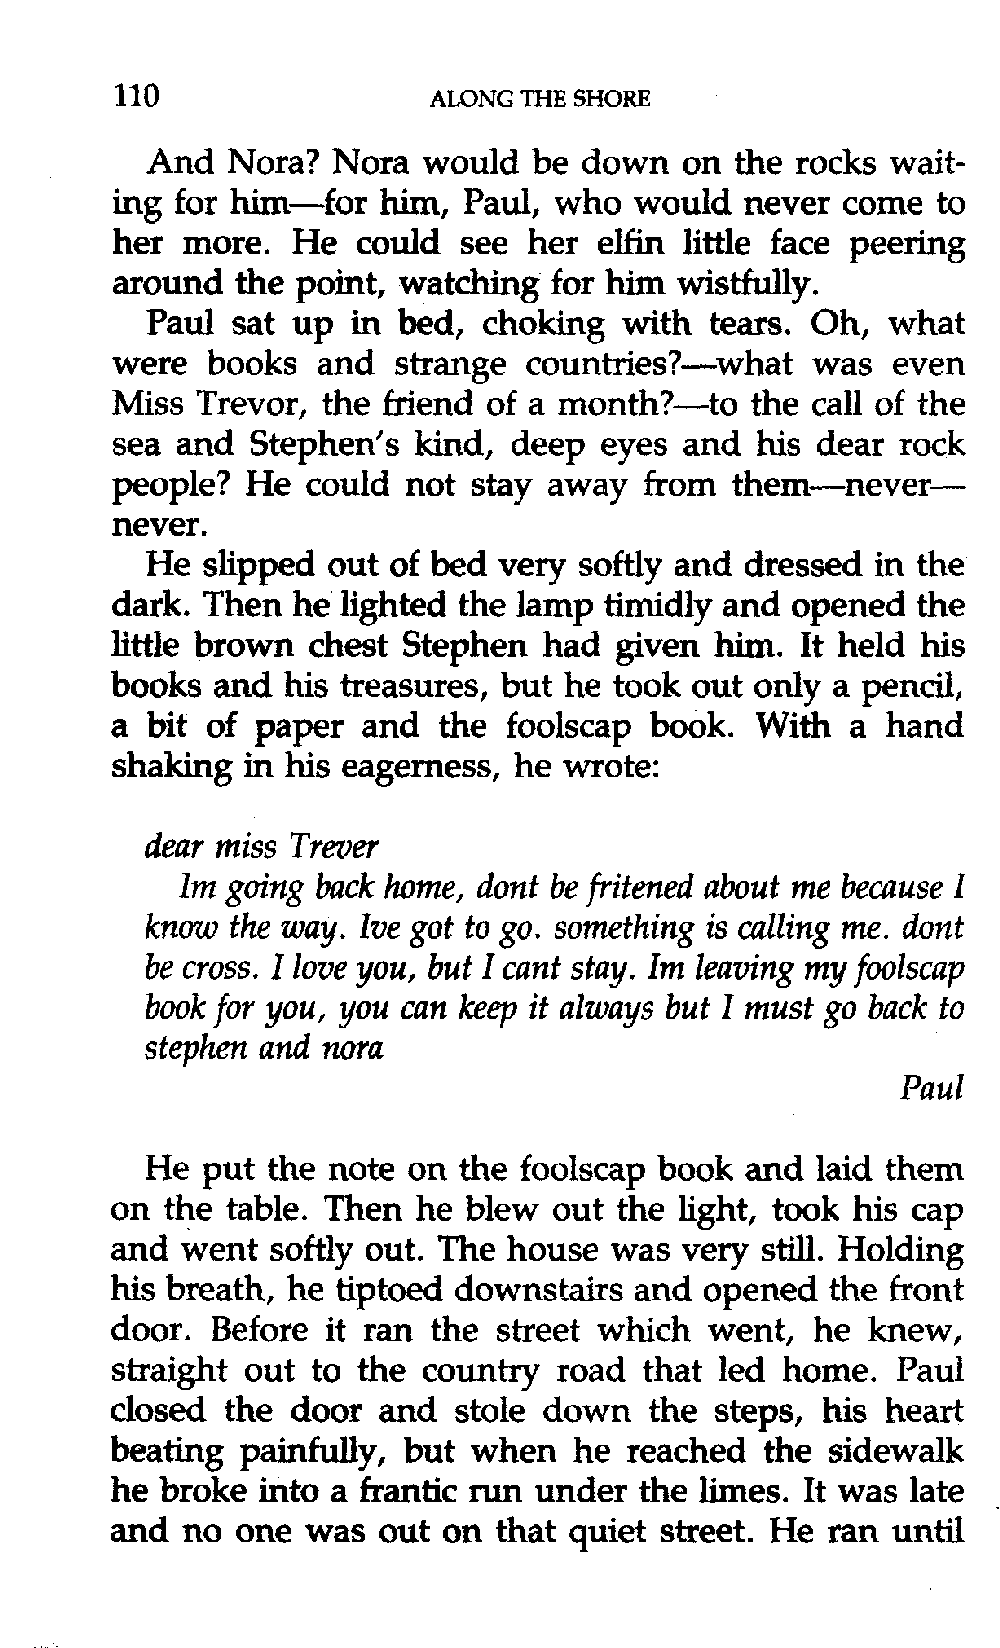 110 ALONG THE SHORE
And Nora? Nora would be down on the rocks wait-
ing for him—for him, Paul, who would never come to
her more. He could see her elfin little face peering
around the point, watching for him wistfully.
Paul sat up in bed, choking with tears. Oh, what
were books and strange countries?—what was even
Miss Trevor, the friend of a month?—to the call of the
sea and Stephen's kind, deep eyes and his dear rock
people? He could not stay away from them—never—
never.
He slipped out of bed very softly and dressed in the
dark. Then he lighted the lamp timidly and opened the
little brown chest Stephen had given him. It held his
books and his treasures, but he took out only a pencil,
a bit of paper and the foolscap book. With a hand
shaking in his eagerness, he wrote:
dear miss Trever
Im going back home, dont be fritened about me because I
know the way. Ive got to go. something is calling me. dont
be cross. I love you, but I cant stay. Im leaving my foolscap
book for you, you can keep it always but I must go back to
stephen and nora
Paul
He put the note on the foolscap book and laid them
on the table. Then he blew out the light, took his cap
and went softly out. The house was very still. Holding
his breath, he tiptoed downstairs and opened the front
door. Before it ran the street which went, he knew,
straight out to the country road that led home. Paul
closed the door and stole down the steps, his heart
beating painfully, but when he reached the sidewalk
he broke into a frantic run under the limes. It was late
and no one was out on that quiet street. He ran until